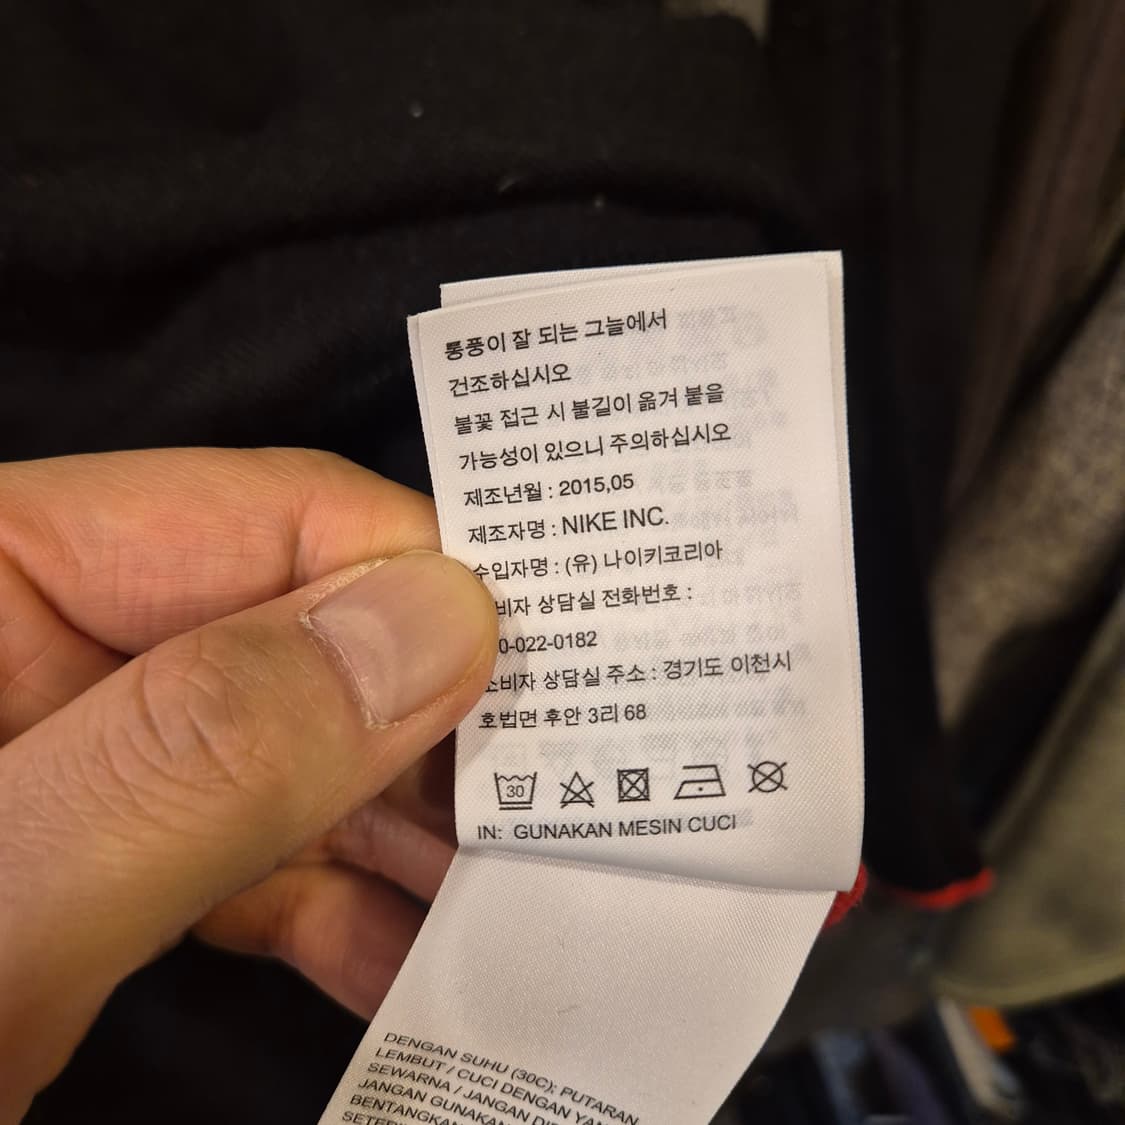 통풍이 잘 되는 그늘에서
건조하십시오
불꽃 접근 시 불길이 옮겨 붙을
가능성이 있으니 주의하십시오
제조년월 : 2015,05
제조자명 : NIKE INC.
수입자명 : (유) 나이키코리아
비자 상담실 전화번호 :
0-022-0182
소비자 상담실 주소 : 경기도 이천시
호법면 후안 3리 68
30
IN: GUNAKAN MESIN CUCI
DENGAN SUHU (30C); PUTARAN
LEMBUT / CUCI DENGAN
SEWARNA / JANGAN
JANGAN